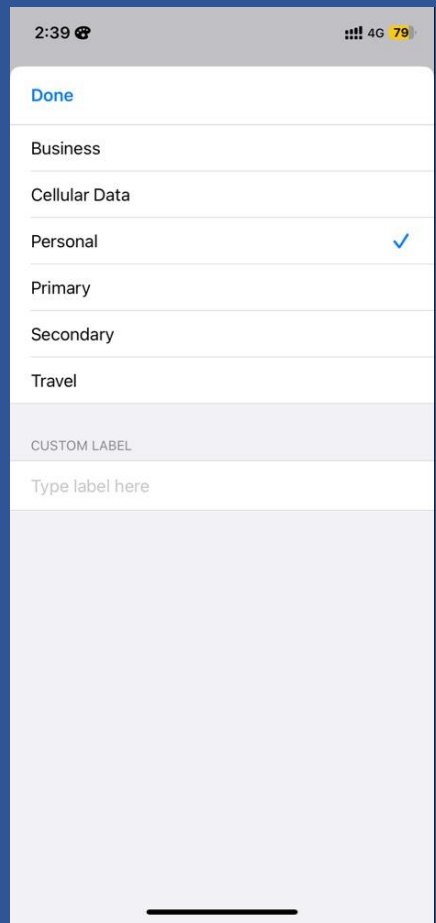 2:39 4G 79
Done
Business
Cellular Data
Personal
Primary
Secondary
Travel
CUSTOM LABEL
Type label here